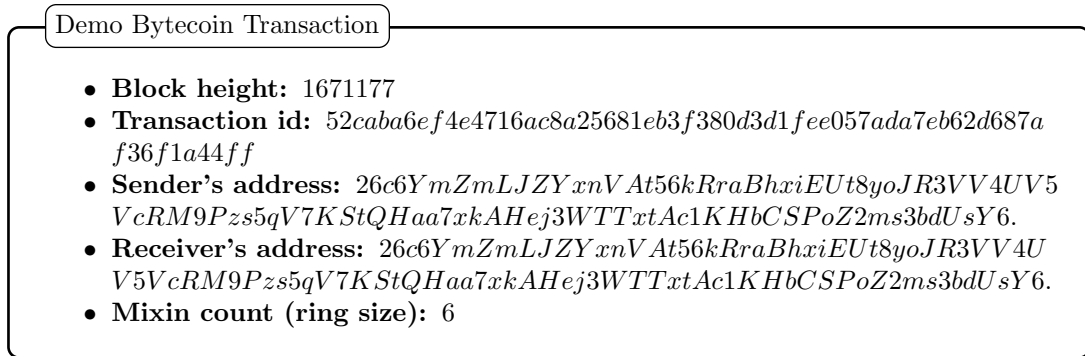 Demo Bytecoin Transaction
• Block height: 1671177
• Transaction id: 52caba6ef4e4716ac8a25681eb3f380d3d1fee057ada7eb62d687a
f36f1a44ff
• Sender's address: 26c6YmZmLJZYxnVAt56kRraBhxiEUt8yoJR3VV4UV5
VcRM9Pzs5qV7KStQHaa7xkAHej3WTTxtAc1KHbCSPoZ2ms3bdUsY6.
• Receiver's address: 26c6YmZmLJZYxnVAt56kRraBhxiEUt8yoJR3VV4U
V5VcRM9Pzs5qV7KStQHaa7xkAHej3WTTxtAc1KHbCSPoZ2ms3bdUsY6.
• Mixin count (ring size): 6